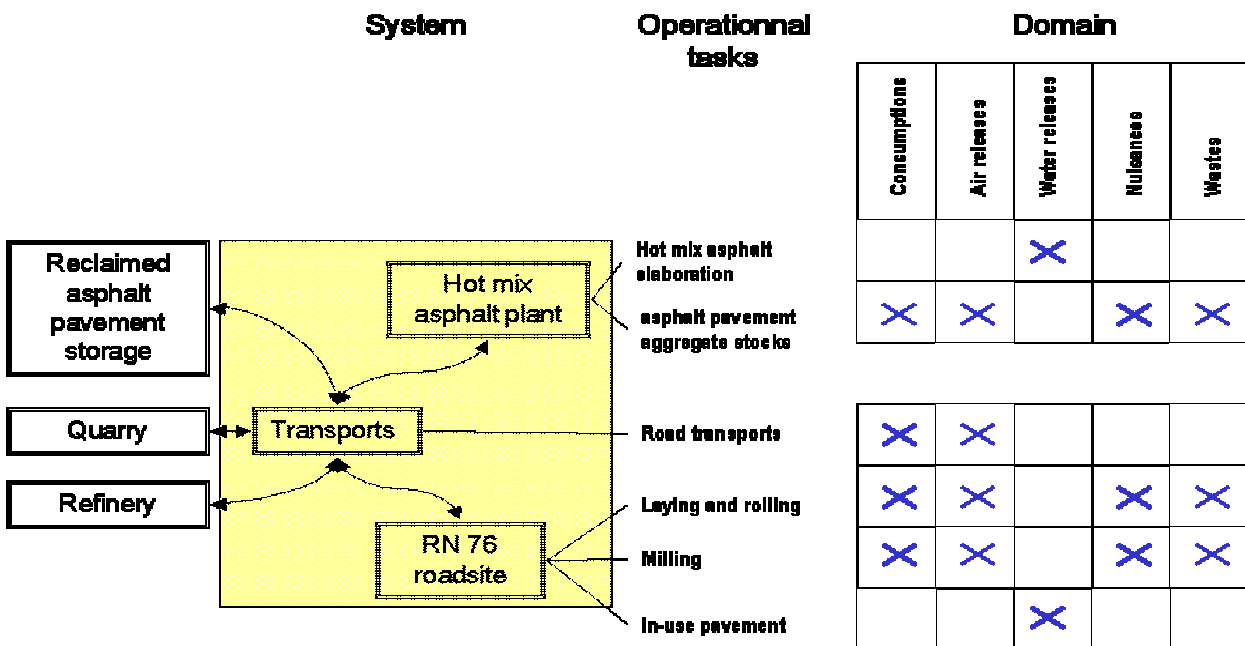 System
Operationnal
tasks
Domain
Consumptions
Air releases
Water releases
Nuisances
Wastes
Reclaimed
asphalt
pavement
storage
Hot mix
asphalt plant
Hot mix asphalt
elaboration
asphalt pavement
aggregate stocks
Quarry
Transports
Road transports
Refinery
RN 76
roadsite
Laying and rolling
Milling
In-use pavement